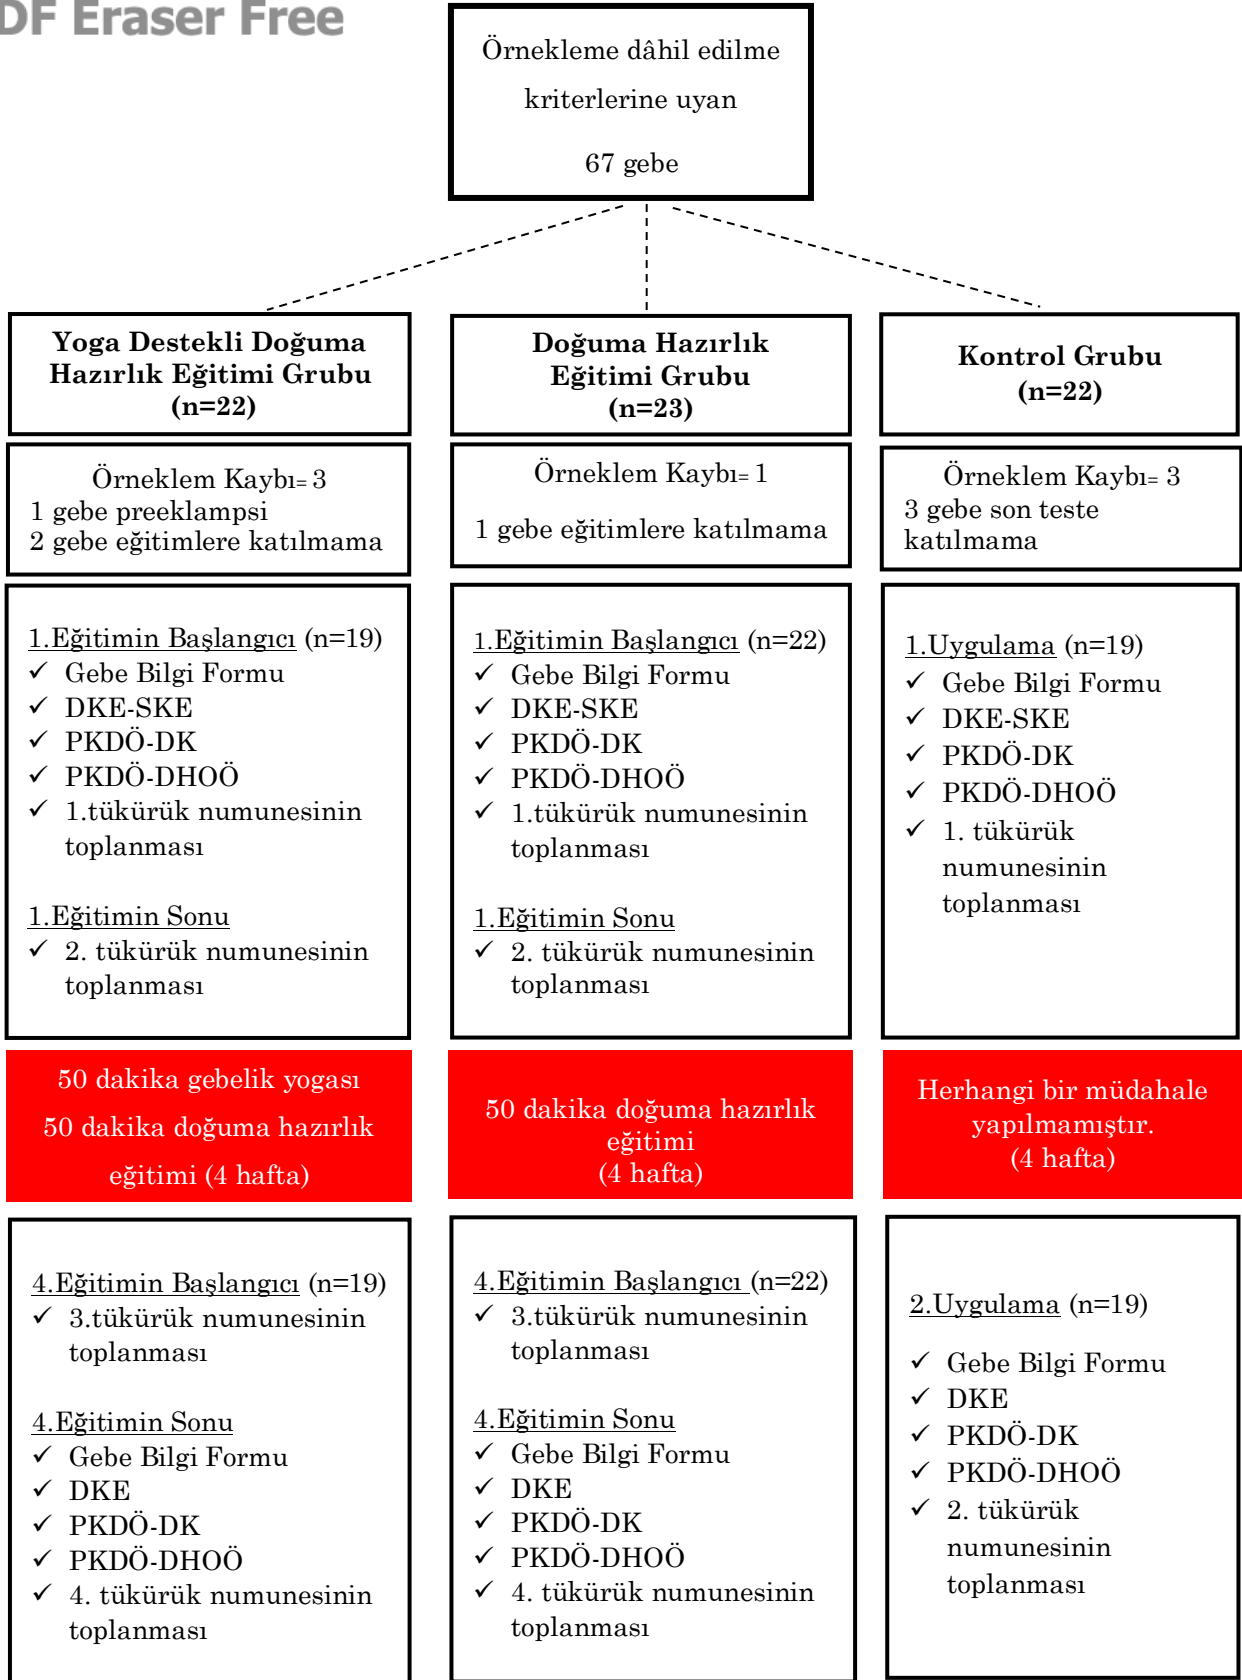 DF Eraser Free
Örnekleme dâhil edilme
kriterlerine uyan
67 gebe
Yoga Destekli Doğuma
Hazırlık Eğitimi Grubu
(n=22)
Doğuma Hazırlık
Eğitimi Grubu
(n=23)
Kontrol Grubu
(n=22)
Örneklem Kaybı= 3
1 gebe preeklampsi
2 gebe eğitimlere katılmama
Örneklem Kaybı= 1
1 gebe eğitimlere katılmama
Örneklem Kaybı= 3
3 gebe son teste
katılmama
1.Eğitimin Başlangıcı (n=19)
✓ Gebe Bilgi Formu
✓ DKE-SKE
✓ PKDÖ-DK
✓ PKDÖ-DHOÖ
✓ 1.tükürük numunesinin
toplanması
1.Eğitimin Sonu
✓ 2. tükürük numunesinin
toplanması
1.Eğitimin Başlangıcı (n=22)
✓ Gebe Bilgi Formu
✓ DKE-SKE
✓ PKDÖ-DK
✓ PKDÖ-DHOÖ
✓ 1.tükürük numunesinin
toplanması
1.Eğitimin Sonu
✓ 2. tükürük numunesinin
toplanması
1.Uygulama (n=19)
✓ Gebe Bilgi Formu
✓ DKE-SKE
✓ PKDÖ-DK
✓ PKDÖ-DHOÖ
✓ 1. tükürük
numunesinin
toplanması
50 dakika gebelik yogası
50 dakika doğuma hazırlık
eğitimi (4 hafta)
50 dakika doğuma hazırlık
eğitimi
(4 hafta)
Herhangi bir müdahale
yapılmamıştır.
(4 hafta)
4.Eğitimin Başlangıcı (n=19)
✓ 3.tükürük numunesinin
toplanması
4.Eğitimin Sonu
✓ Gebe Bilgi Formu
✓ DKE
✓ PKDÖ-DK
✓ PKDÖ-DHOÖ
✓ 4. tükürük numunesinin
toplanması
4.Eğitimin Başlangıcı (n=22)
✓ 3.tükürük numunesinin
toplanması
4.Eğitimin Sonu
✓ Gebe Bilgi Formu
✓ DKE
✓ PKDÖ-DK
✓ PKDÖ-DHOÖ
✓ 4. tükürük numunesinin
toplanması
2.Uygulama (n=19)
✓ Gebe Bilgi Formu
✓ DKE
✓ PKDÖ-DK
✓ PKDÖ-DHOÖ
✓ 2. tükürük
numunesinin
toplanması